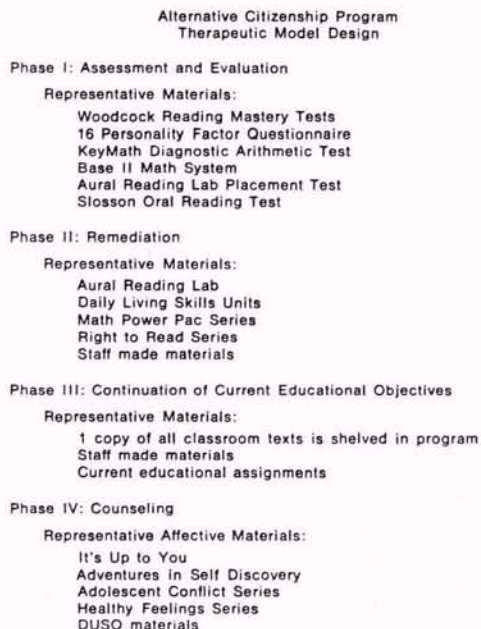 Alternative Citizenship Program
Therapeutic Model Design
Phase I: Assessment and Evaluation
Representative Materials:
Woodcock Reading Mastery Tests
16 Personality Factor Questionnaire
KeyMath Diagnostic Arithmetic Test
Base II Math System
Aural Reading Lab Placement Test
Slosson Oral Reading Test
Phase II: Remediation
Representative Materials:
Aural Reading Lab
Daily Living Skills Units
Math Power Pac Series
Right to Read Series
Staff made materials
Phase III: Continuation of Current Educational Objectives
Representative Materials:
1 copy of all classroom texts is shelved in program
Staff made materials
Current educational assignments
Phase IV: Counseling
Representative Affective Materials:
It's Up to You
Adventures in Self Discovery
Adolescent Conflict Series
Healthy Feelings Series
DUSO materials